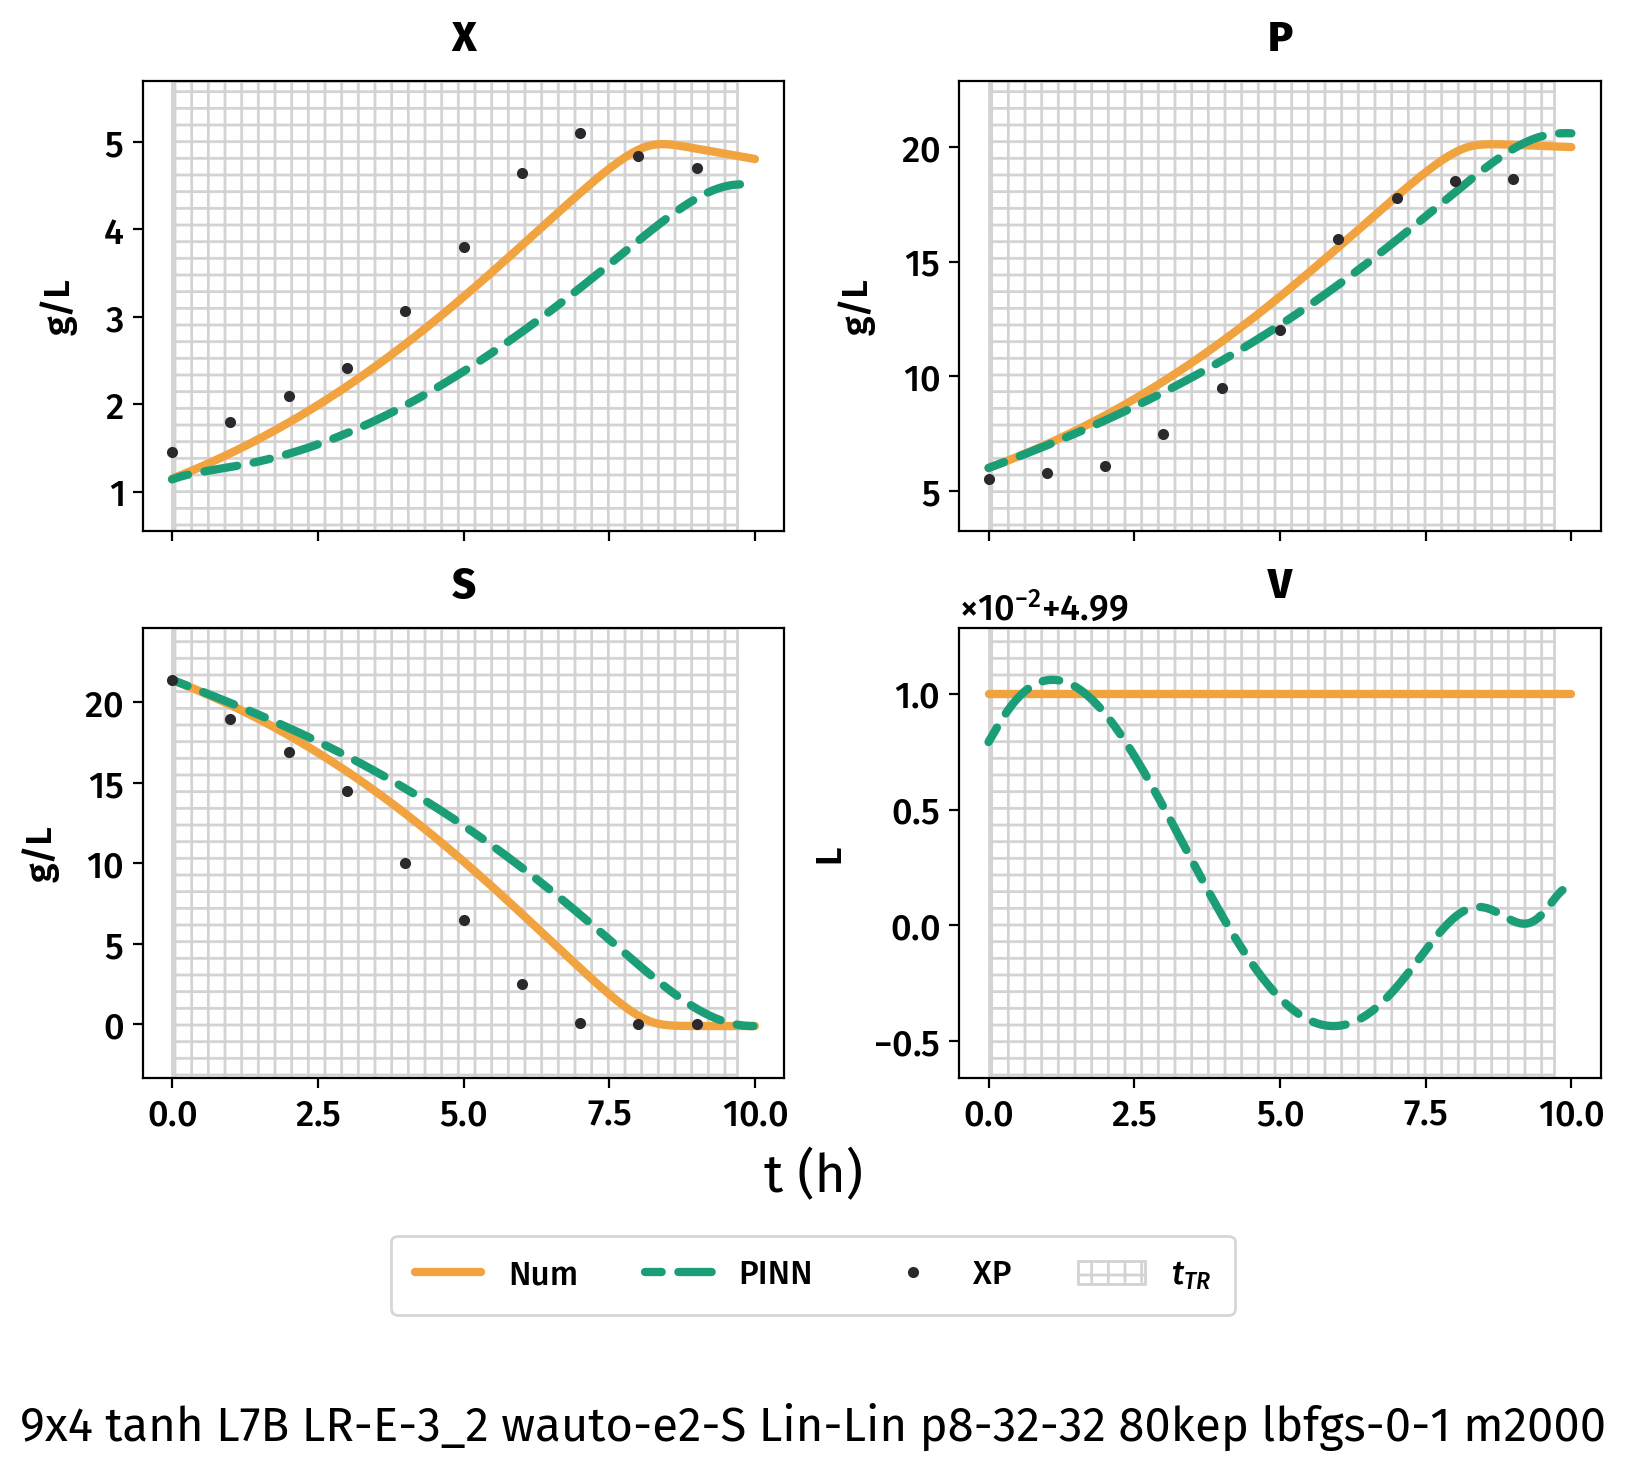 X
P
5
4
3
2
1
g/L
20
15
10
5
g/L
S
V
×10⁻²+4.99
20
15
10
5
0
g/L
1.0
0.5
0.0
−0.5
L
0.0 2.5 5.0 7.5 10.0
0.0 2.5 5.0 7.5 10.0
t (h)
Num PINN XP t_TR
9x4 tanh L7B LR-E-3_2 wauto-e2-S Lin-Lin p8-32-32 80kep lbfgs-0-1 m2000